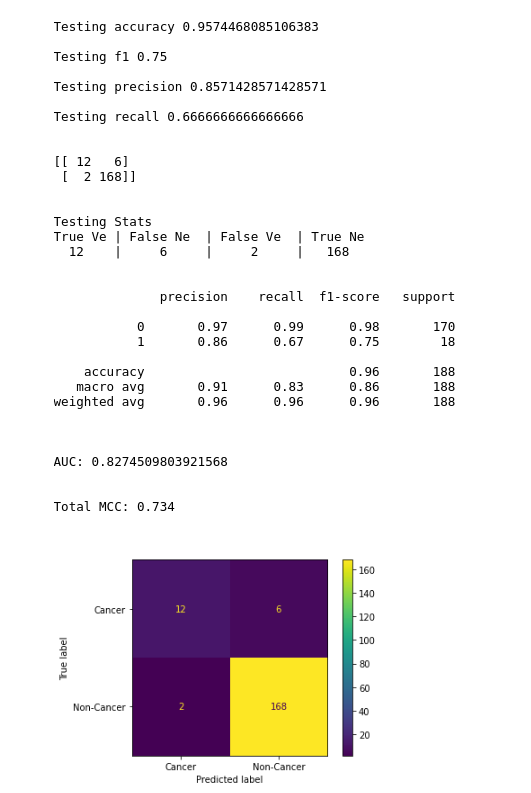 Testing accuracy 0.9574468085106383
Testing f1 0.75
Testing precision 0.8571428571428571
Testing recall 0.6666666666666666
[[ 12   6]
 [  2 168]]
Testing Stats
True Ve | False Ne  | False Ve  | True Ne
  12    |     6     |     2     |   168
precision    recall  f1-score   support
0       0.97      0.99      0.98       170
1       0.86      0.67      0.75        18
accuracy                           0.96       188
macro avg       0.91      0.83      0.86       188
weighted avg       0.96      0.96      0.96       188
AUC: 0.8274509803921568
Total MCC: 0.734
160
140
120
100
80
60
40
20
True label
Cancer
12
6
Non-Cancer
2
168
Cancer
Non-Cancer
Predicted label